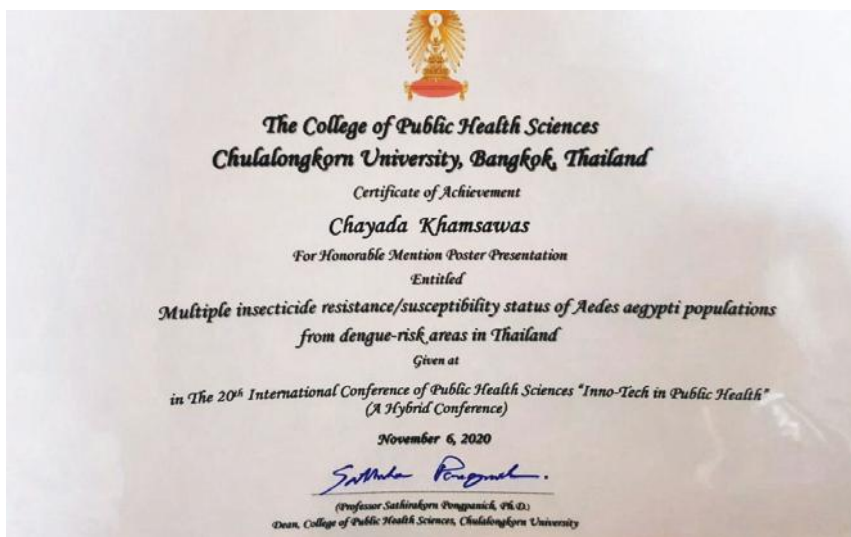 The College of Public Health Sciences
Chulalongkorn University, Bangkok, Thailand
Certificate of Achievement
Chayada Khamsawas
For Honorable Mention Poster Presentation
Entitled
Multiple insecticide resistance/susceptibility status of Aedes aegypti populations
from dengue-risk areas in Thailand
Given at
in The 20th International Conference of Public Health Sciences "Inno-Tech in Public Health"
(A Hybrid Conference)
November 6, 2020
(Professor Sathirakorn Pongpanich, Ph.D.)
Dean, College of Public Health Sciences, Chulalongkorn University